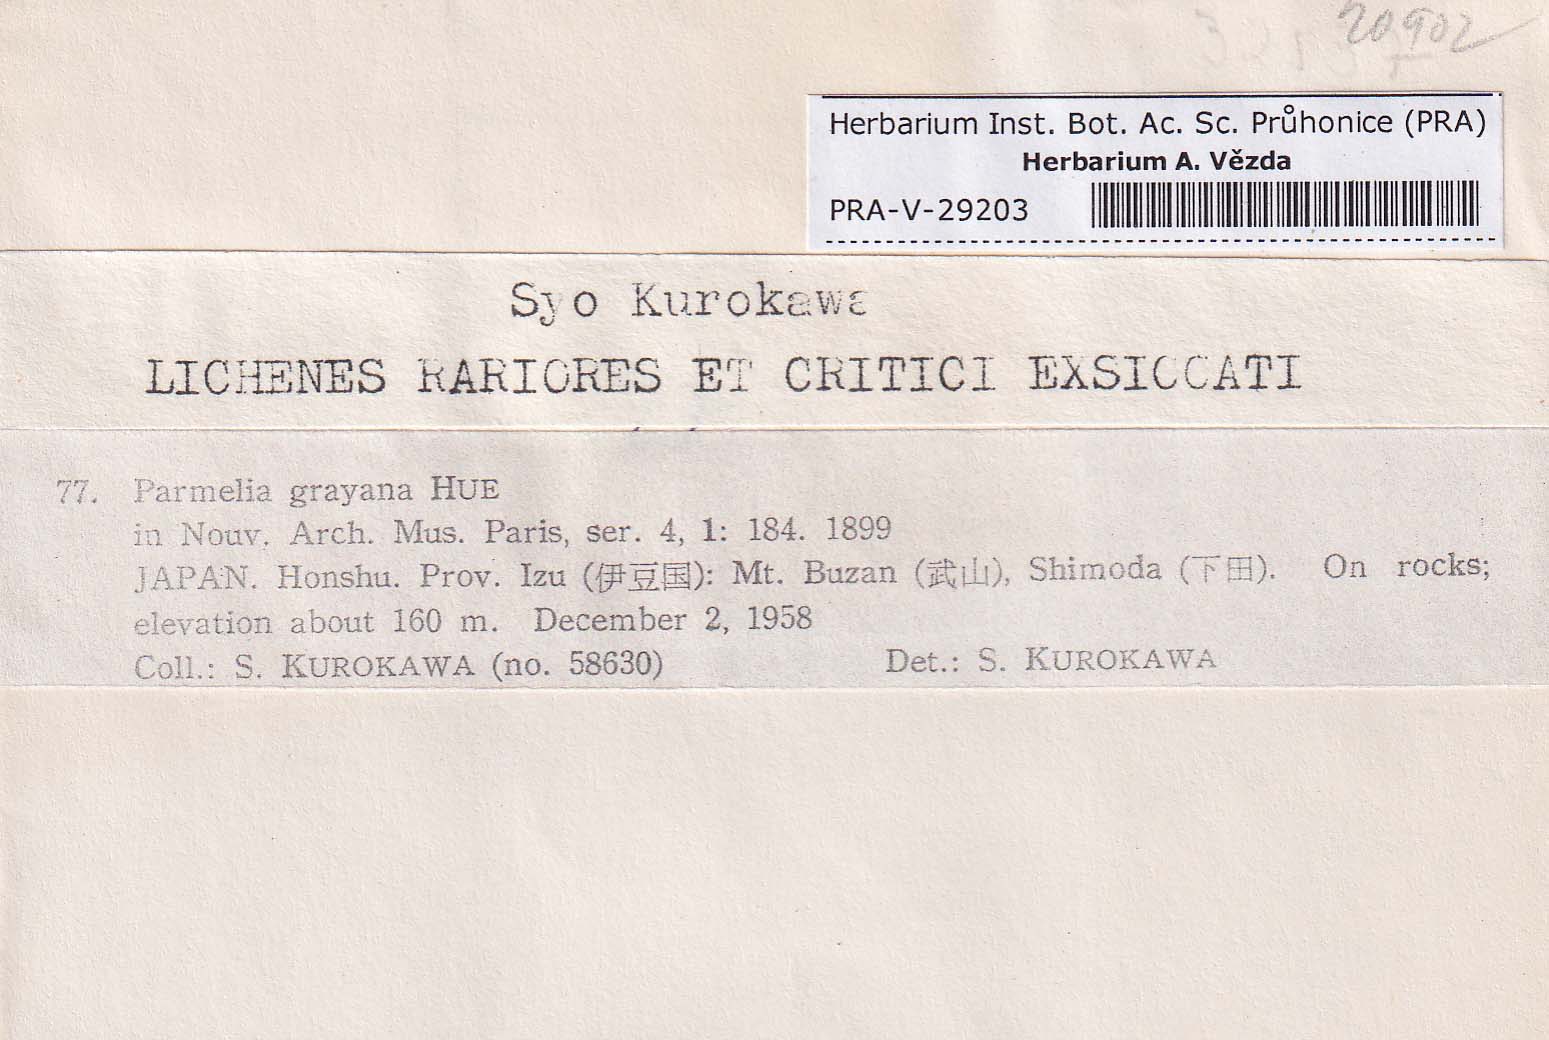 20902
Herbarium Inst. Bot. Ac. Sc. Průhonice (PRA)
Herbarium A. Vězda
PRA-V-29203
Syo Kurokawa
LICHENES RARIORES ET CRITICI EXSICCATI
77. Parmelia grayana HUE
in Nouv. Arch. Mus. Paris, ser. 4, 1: 184. 1899
JAPAN. Honshu. Prov. Izu (伊豆国): Mt. Buzan (武山), Shimoda (下田). On rocks;
elevation about 160 m. December 2, 1958
Coll.: S. KUROKAWA (no. 58630) Det.: S. KUROKAWA